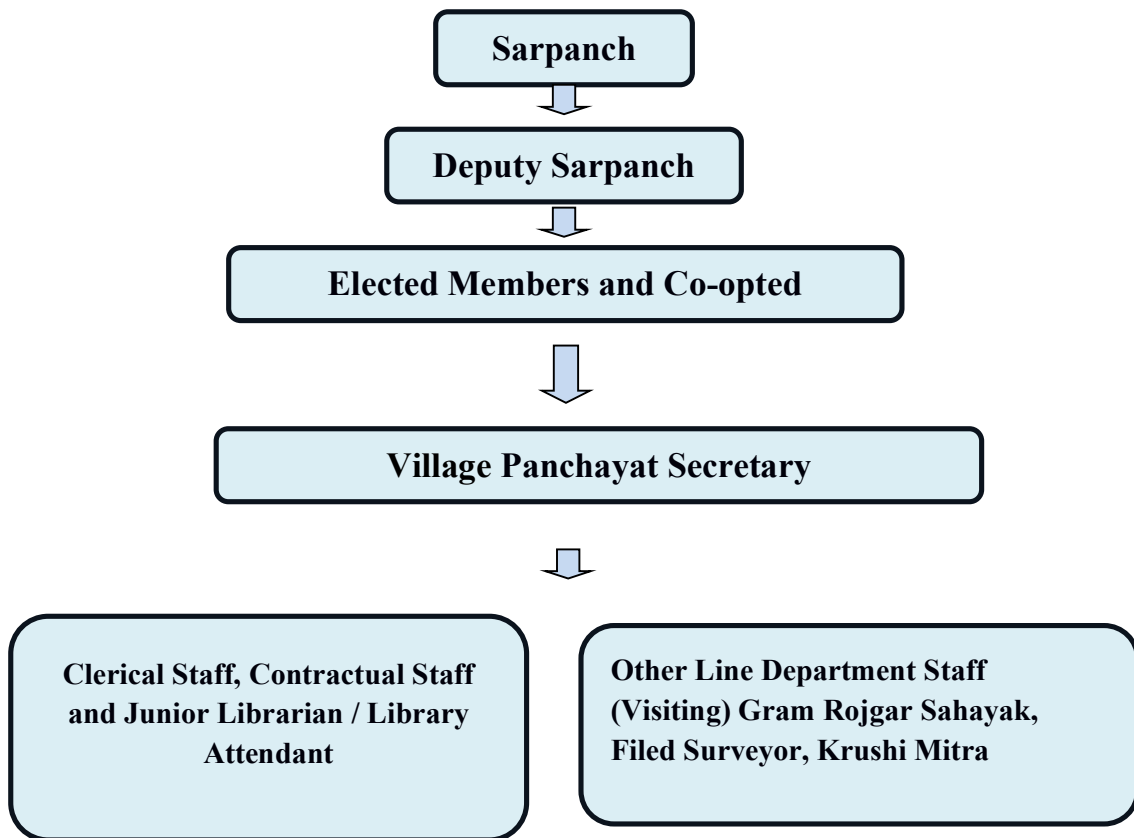 Sarpanch
Deputy Sarpanch
Elected Members and Co-opted
Village Panchayat Secretary
Clerical Staff, Contractual Staff
and Junior Librarian / Library
Attendant
Other Line Department Staff
(Visiting) Gram Rojgar Sahayak,
Filed Surveyor, Krushi Mitra